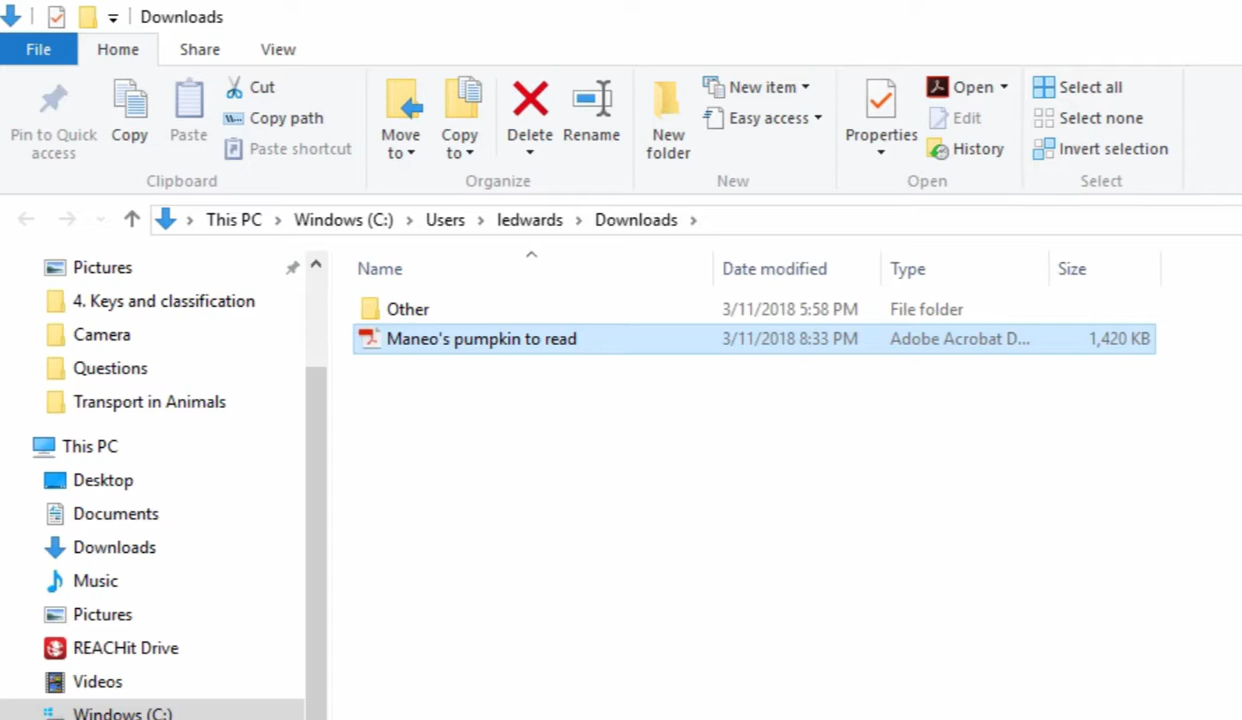 Downloads
File Home Share View
Pin to Quick access
Copy
Paste
Cut
Copy path
Paste shortcut
Clipboard
Move to
Copy to
Delete
Rename
Organize
New folder
New item
Easy access
New
Properties
Open
Edit
History
Open
Select all
Select none
Invert selection
Select
This PC Windows (C:) Users ledwards Downloads
Pictures
4. Keys and classification
Camera
Questions
Transport in Animals
This PC
Desktop
Documents
Downloads
Music
Pictures
REACHit Drive
Videos
Windows (C:)
Name Date modified Type Size
Other 3/11/2018 5:58 PM File folder
Maneo's pumpkin to read 3/11/2018 8:33 PM Adobe Acrobat D... 1,420 KB